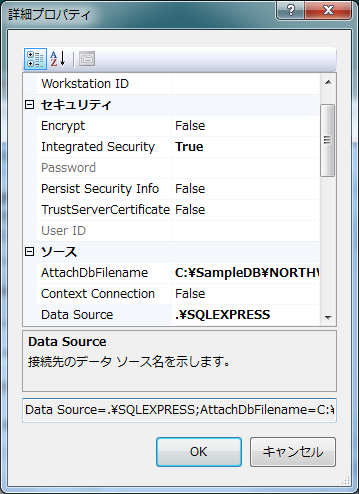 詳細プロパティ
Workstation ID
セキュリティ
Encrypt False
Integrated Security True
Password
Persist Security Info False
TrustServerCertificate False
User ID
ソース
AttachDbFilename C:¥SampleDB¥NORTHW
Context Connection False
Data Source .¥SQLEXPRESS
Data Source
接続先のデータ ソース名を示します。
Data Source=.¥SQLEXPRESS;AttachDbFilename=C:¥
OK キャンセル